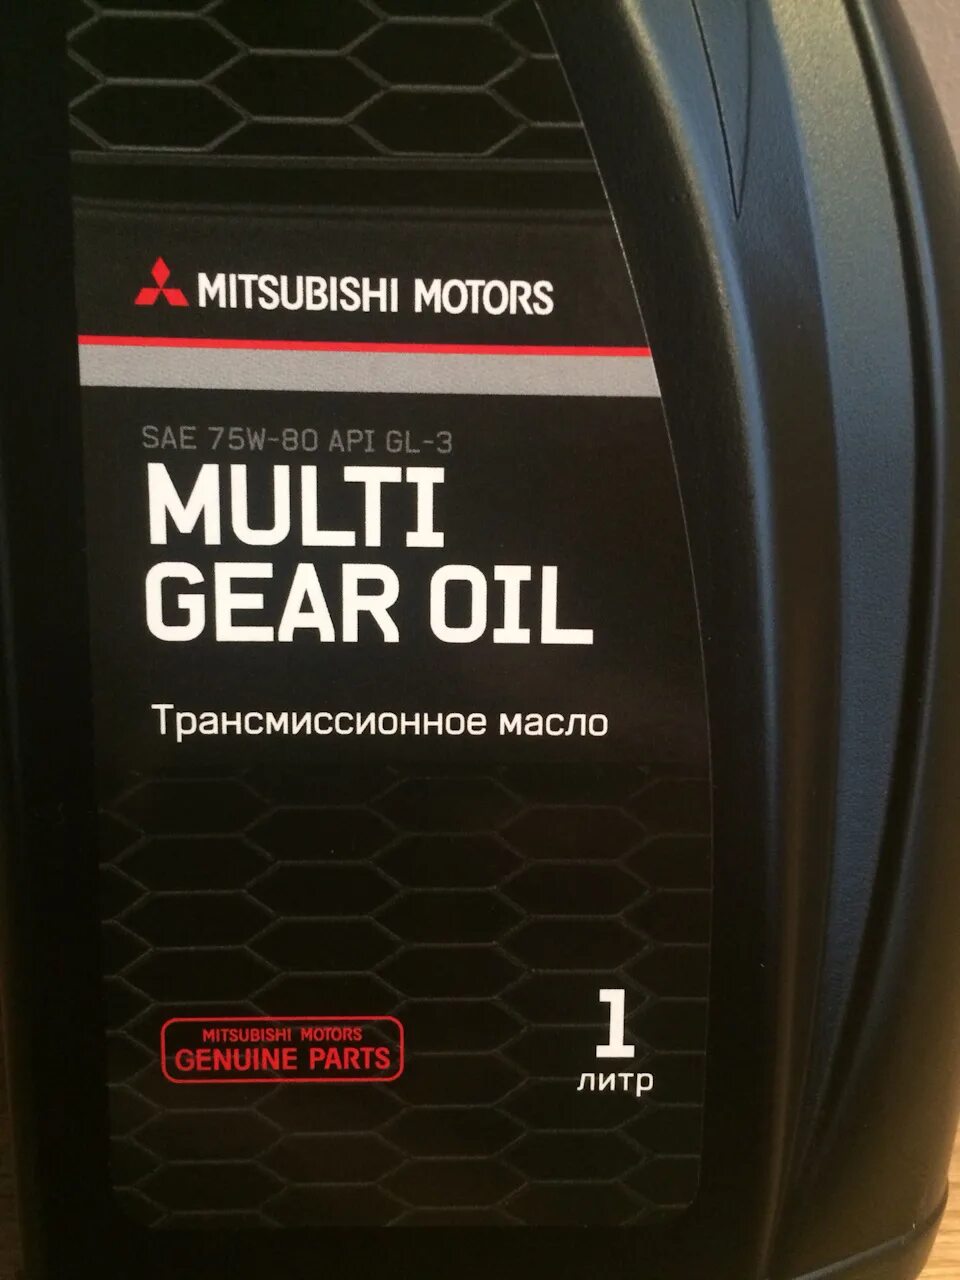 MITSUBISHI MOTORS
SAE 75W-80 API GL-3
MULTI
GEAR OIL
Трансмиссионное масло
1
литр
MITSUBISHI MOTORS
GENUINE PARTS